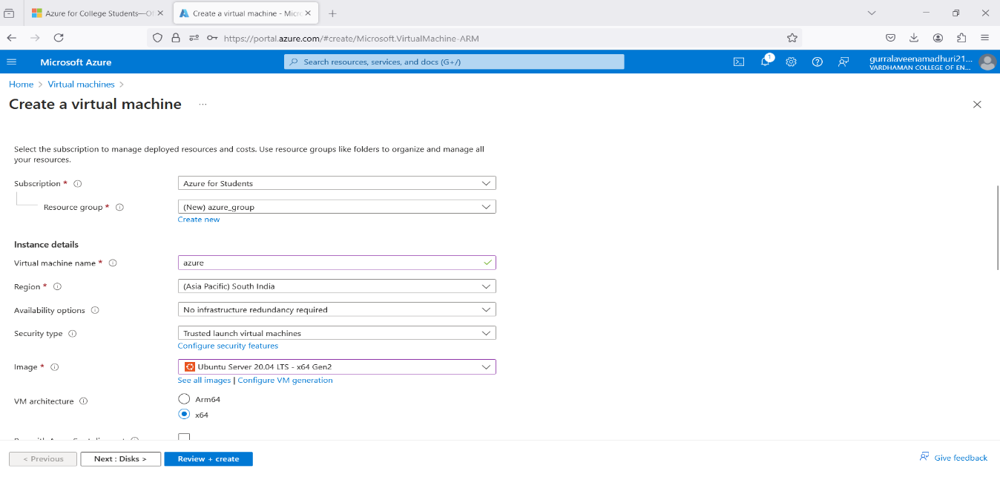 Azure for College Students—Of
Create a virtual machine - Micro
https://portal.azure.com/#create/Microsoft.VirtualMachine-ARM
Microsoft Azure
Search resources, services, and docs (G+/)
1
gurralaveenamadhuri21...
VARDHAMAN COLLEGE OF EN...
Home > Virtual machines >
Create a virtual machine ...
Select the subscription to manage deployed resources and costs. Use resource groups like folders to organize and manage all
your resources.
Subscription * Azure for Students
Resource group * (New) azure_group
Create new
Instance details
Virtual machine name * azure
Region * (Asia Pacific) South India
Availability options No infrastructure redundancy required
Security type Trusted launch virtual machines
Configure security features
Image * Ubuntu Server 20.04 LTS - x64 Gen2
See all images | Configure VM generation
VM architecture Arm64
x64
< Previous Next : Disks > Review + create Give feedback